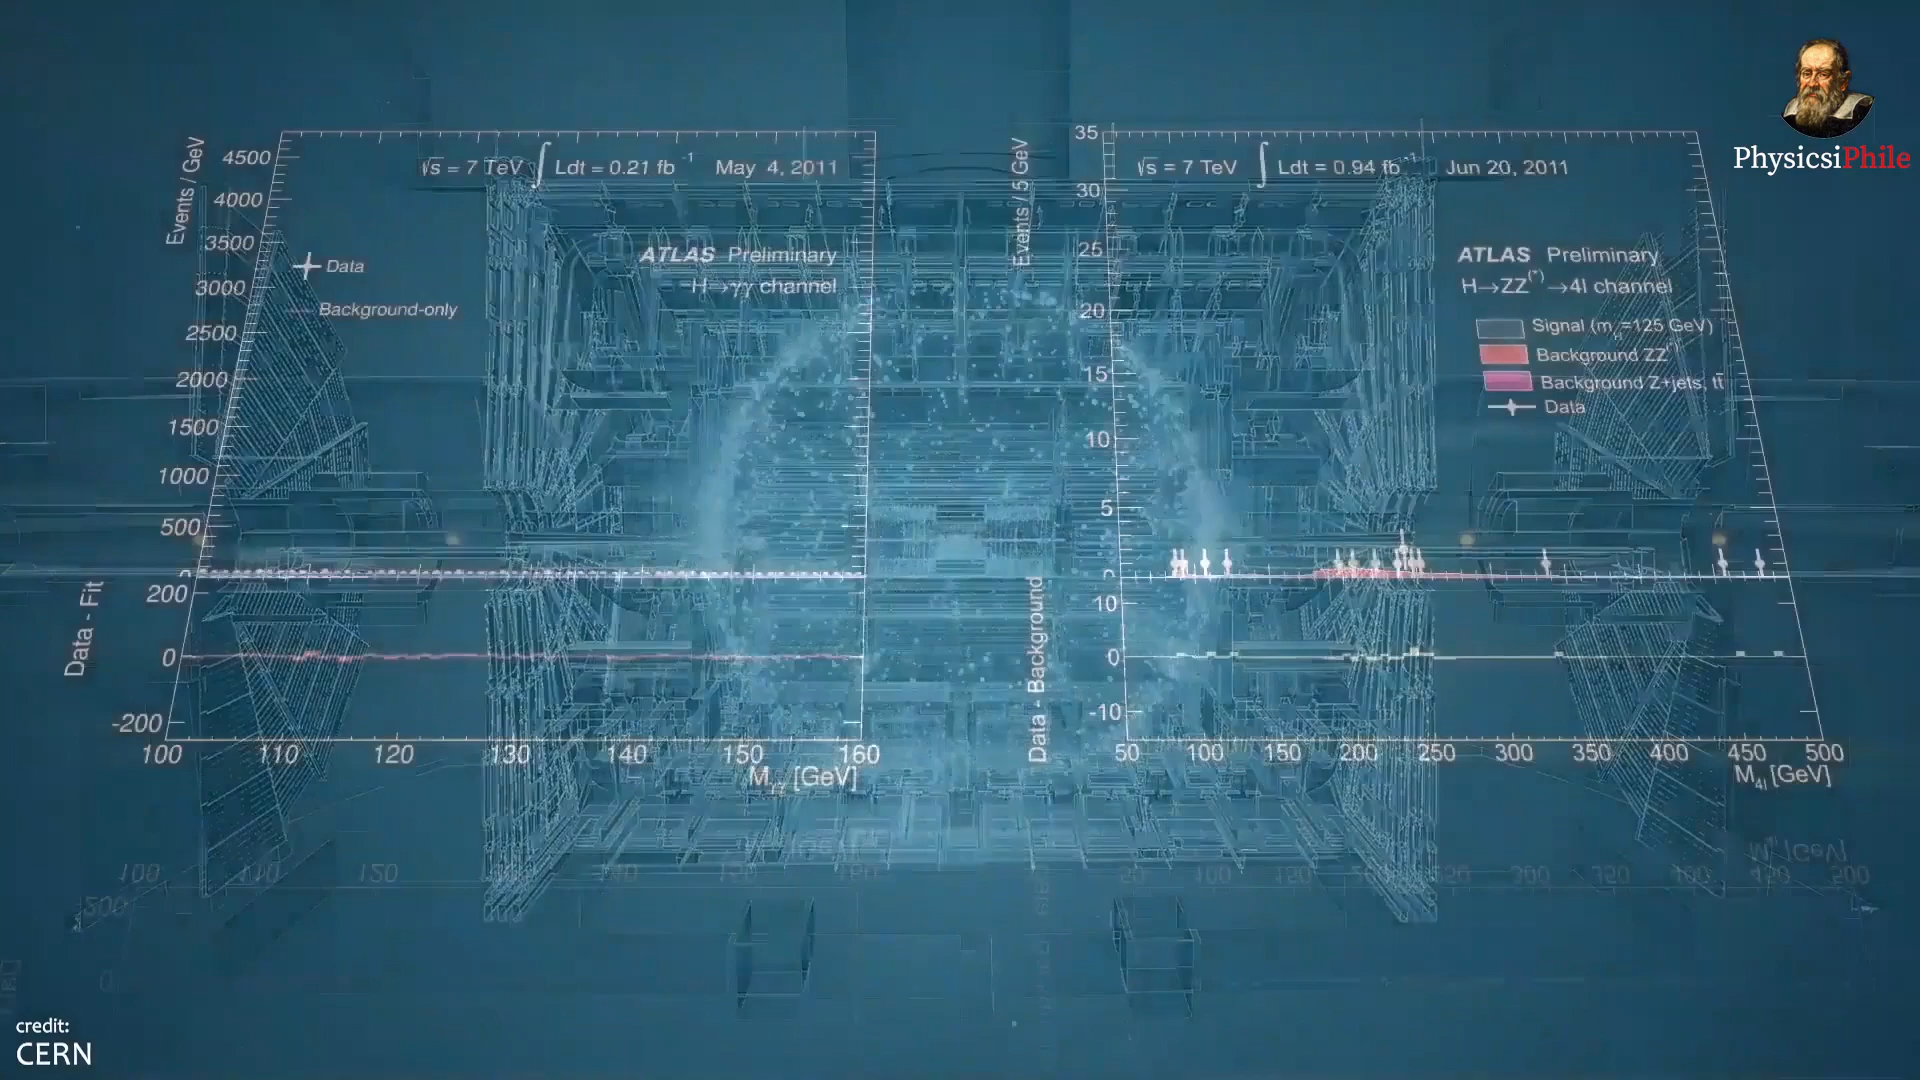 PhysicsiPhile
Events / GeV
4500
4000
3500
3000
2500
2000
1500
1000
500
0
√s = 7 TeV ∫ Ldt = 0.21 fb⁻¹ May 4, 2011
Data
Background-only
ATLAS Preliminary
H→γγ channel
Data - Fit
200
0
-200
100 110 120 130 140 150 160
Mγγ [GeV]
Events / 5 GeV
35
30
25
20
15
10
5
√s = 7 TeV ∫ Ldt = 0.94 fb⁻¹ Jun 20, 2011
ATLAS Preliminary
H→ZZ(*)→4l channel
Signal (mH=125 GeV)
Background ZZ(*)
Background Z+jets, tt̄
Data
Data - Background
10
0
-10
50 100 150 200 250 300 350 400 450 500
M4l [GeV]
credit:
CERN